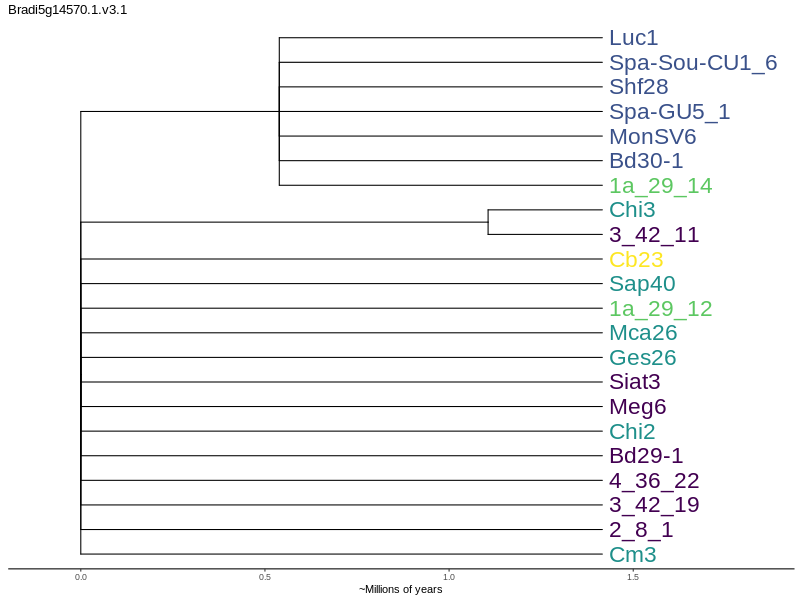 Bradi5g14570.1.v3.1
Luc1
Spa-Sou-CU1_6
Shf28
Spa-GU5_1
MonSV6
Bd30-1
1a_29_14
Chi3
3_42_11
Cb23
Sap40
1a_29_12
Mca26
Ges26
Siat3
Meg6
Chi2
Bd29-1
4_36_22
3_42_19
2_8_1
Cm3
0.0 0.5 1.0 1.5
~Millions of years